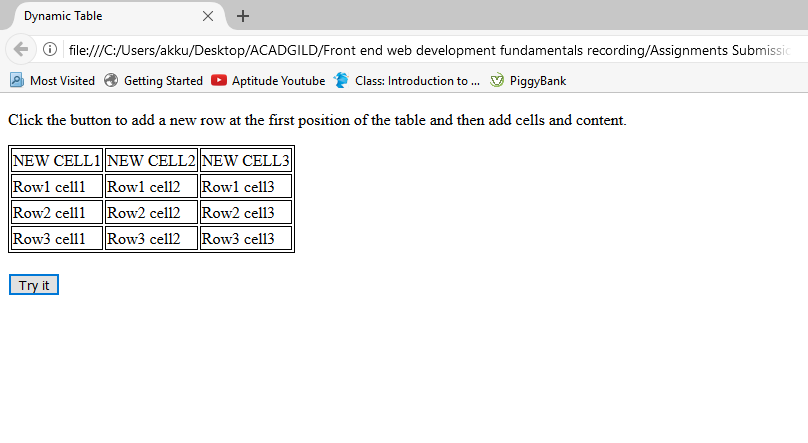 Dynamic Table
file:///C:/Users/akku/Desktop/ACADGILD/Front end web development fundamentals recording/Assignments Submissic
Most Visited Getting Started Aptitude Youtube Class: Introduction to ... PiggyBank
Click the button to add a new row at the first position of the table and then add cells and content.
NEW CELL1 NEW CELL2 NEW CELL3
Row1 cell1 Row1 cell2 Row1 cell3
Row2 cell1 Row2 cell2 Row2 cell3
Row3 cell1 Row3 cell2 Row3 cell3
Try it